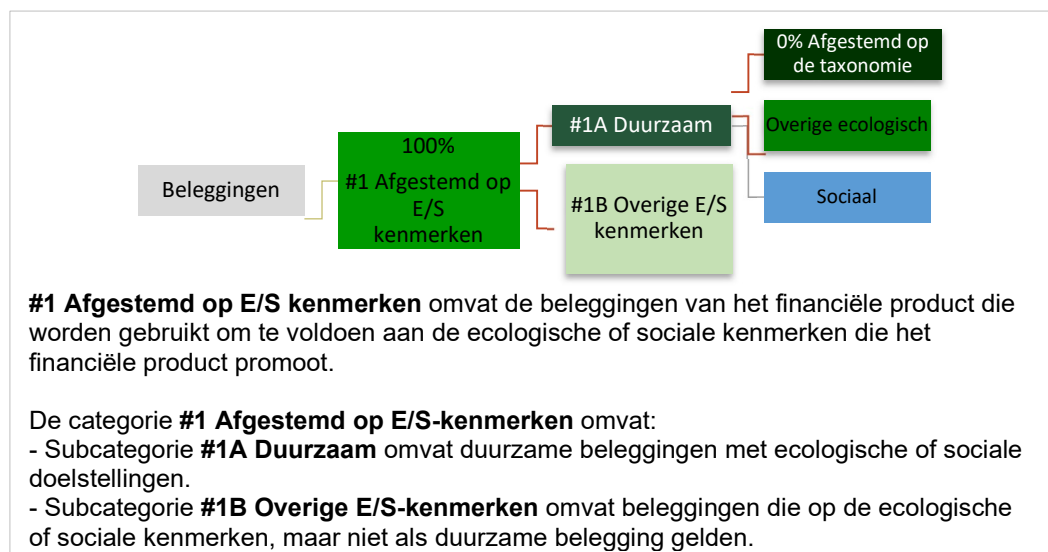 0% Afgestemd op
de taxonomie
#1A Duurzaam
Overige ecologisch
100%
#1 Afgestemd op
E/S
kenmerken
Beleggingen
#1B Overige E/S
kenmerken
Sociaal
#1 Afgestemd op E/S kenmerken omvat de beleggingen van het financiële product die
worden gebruikt om te voldoen aan de ecologische of sociale kenmerken die het
financiële product promoot.
De categorie #1 Afgestemd op E/S-kenmerken omvat:
- Subcategorie #1A Duurzaam omvat duurzame beleggingen met ecologische of sociale
doelstellingen.
- Subcategorie #1B Overige E/S-kenmerken omvat beleggingen die op de ecologische
of sociale kenmerken, maar niet als duurzame belegging gelden.